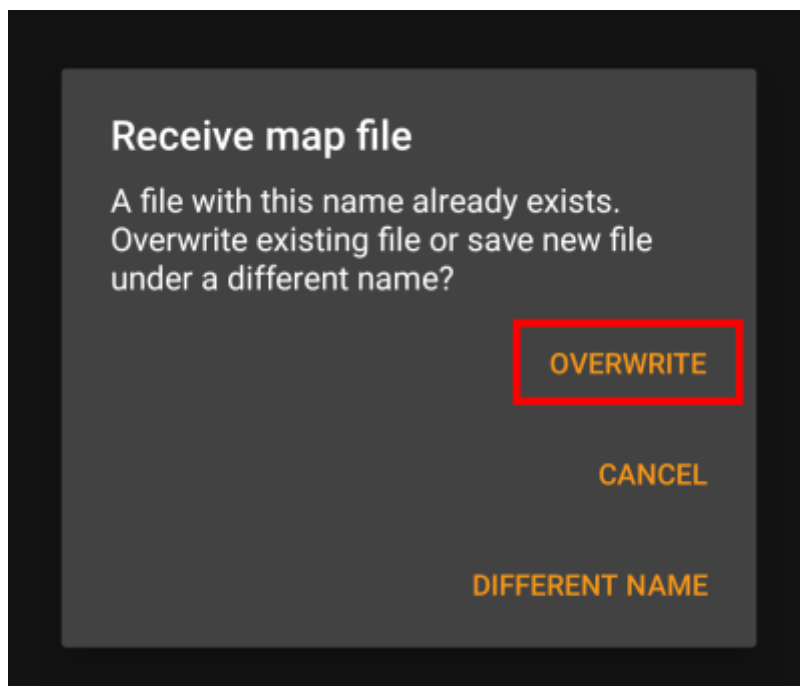 Receive map file
A file with this name already exists.
Overwrite existing file or save new file
under a different name?
OVERWRITE
CANCEL
DIFFERENT NAME